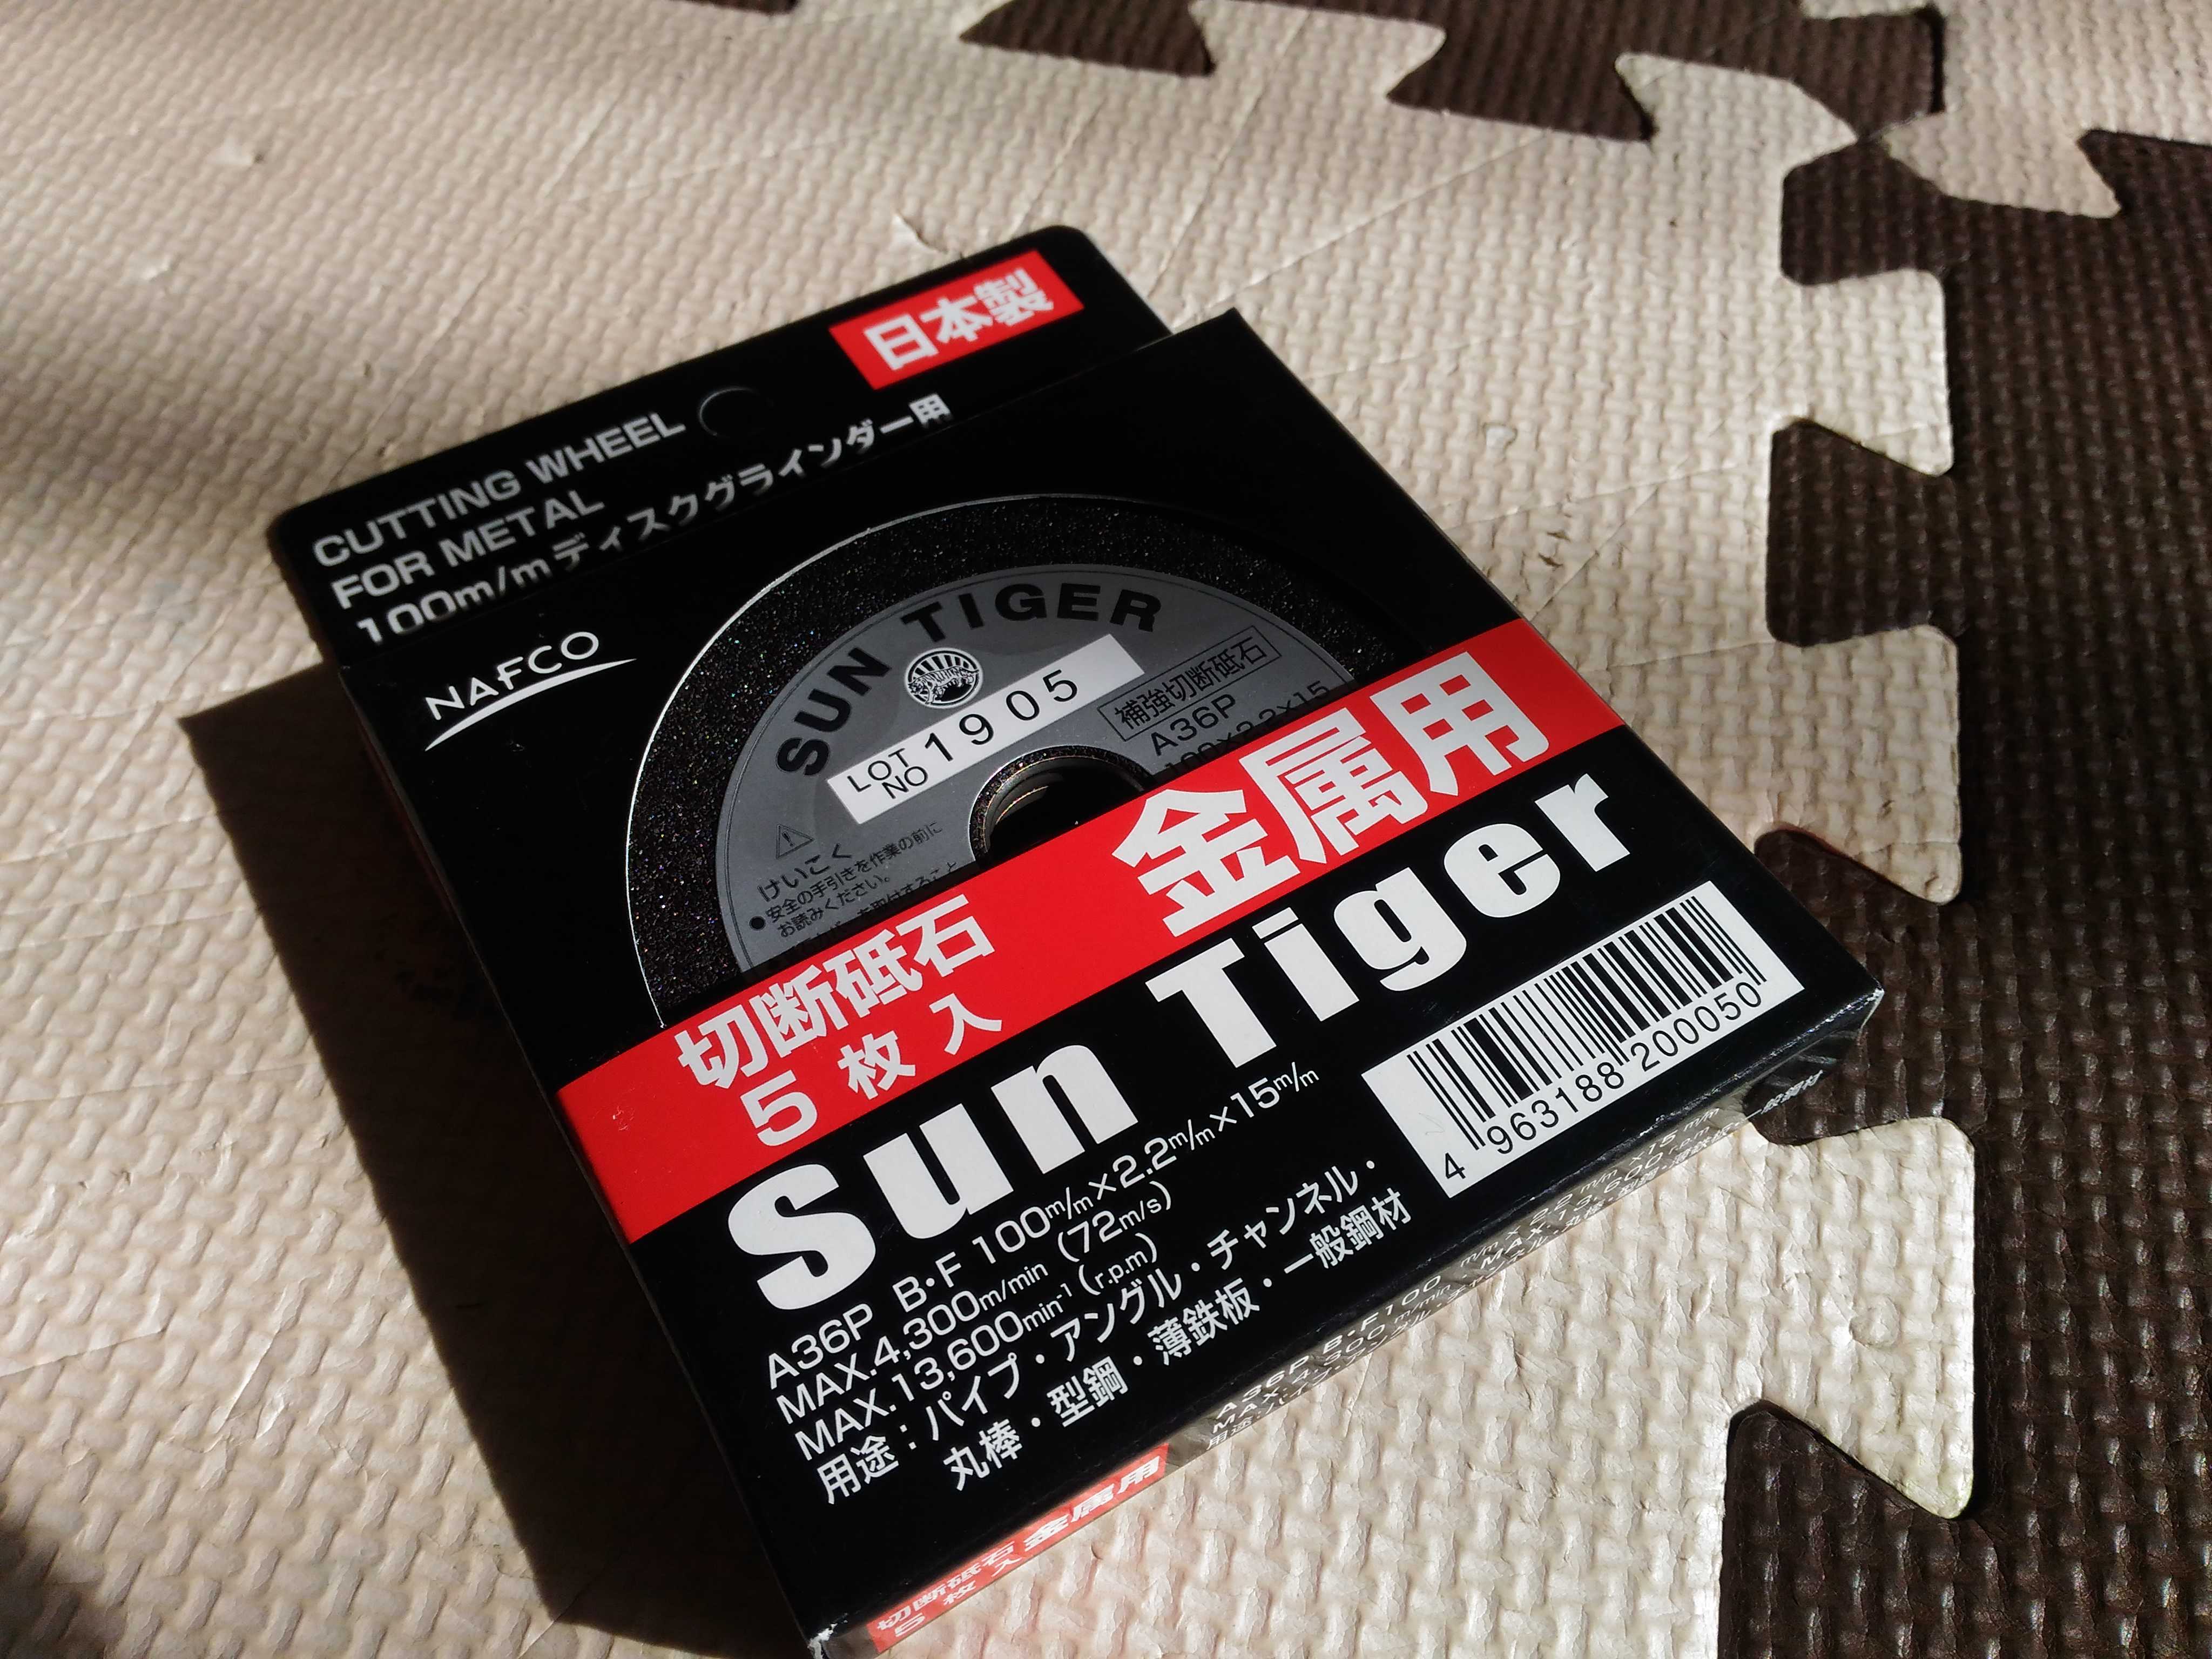 日本製
CUTTING WHEEL
FOR METAL
100m/mディスクグラインダー用
NAFCO
SUN TIGER
LOT NO 1905
補強切断砥石
A36P
けいこく
●安全の手引きを作業の前に
お読みください。
切断砥石
5枚入
金属用
Sun Tiger
A36P B・F 100m/m×2.2m/m×15m/m
MAX.4,300m/min (72m/s)
MAX.13,600min-1 (r.p.m)
用途：パイプ・アングル・チャンネル・
丸棒・型鋼・薄鉄板・一般鋼材
4 963188 200050
切断砥石
5枚入
金属用
A36P B・F100 m/m×2.2 m/m×15 m/m